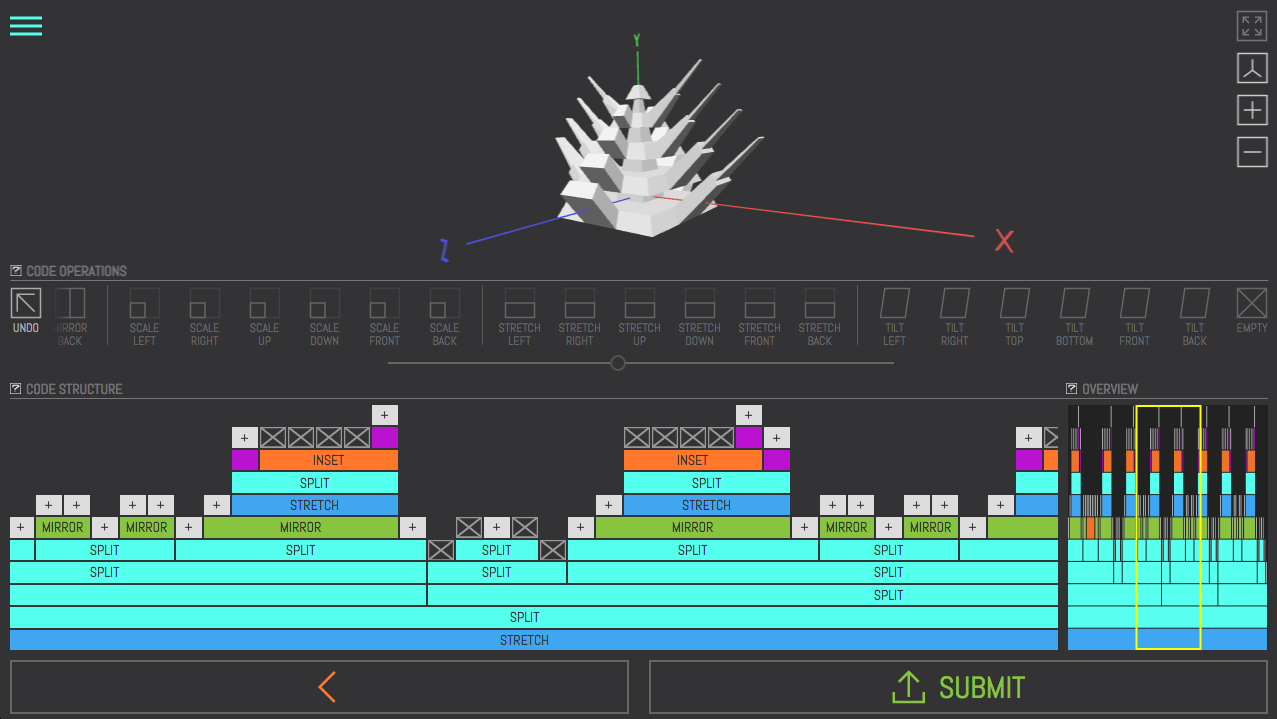 Y
Z
X
? CODE OPERATIONS
UNDO
MIRROR BACK
SCALE LEFT
SCALE RIGHT
SCALE UP
SCALE DOWN
SCALE FRONT
SCALE BACK
STRETCH LEFT
STRETCH RIGHT
STRETCH UP
STRETCH DOWN
STRETCH FRONT
STRETCH BACK
TILT LEFT
TILT RIGHT
TILT TOP
TILT BOTTOM
TILT FRONT
TILT BACK
EMPTY
? CODE STRUCTURE
? OVERVIEW
+ +
+ + +
INSET INSET
SPLIT SPLIT
+ + + + + STRETCH + STRETCH + + + + +
+ MIRROR + MIRROR + MIRROR + + + MIRROR + MIRROR + MIRROR +
SPLIT SPLIT SPLIT SPLIT SPLIT
SPLIT SPLIT SPLIT
SPLIT
SPLIT
STRETCH
SUBMIT